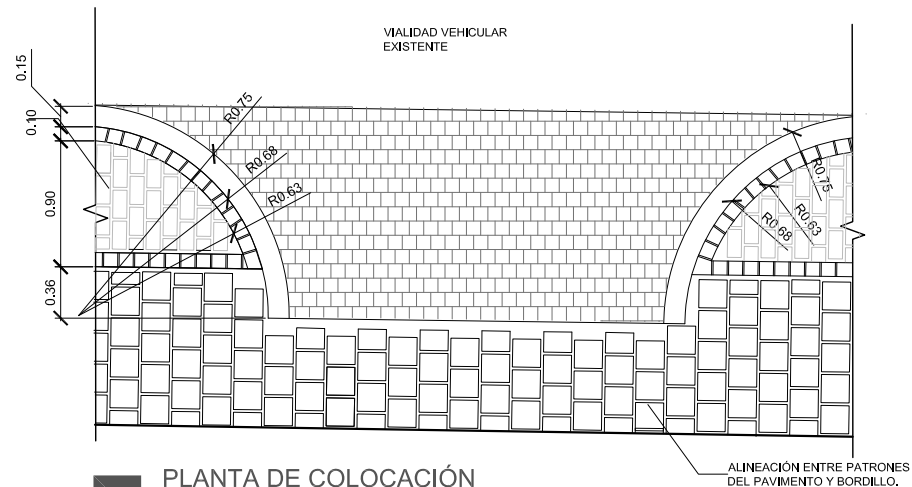 VIALIDAD VEHICULAR
EXISTENTE
0.15
0.10
0.90
0.36
R0.75
R0.68
R0.63
R0.75
R0.63
R0.68
PLANTA DE COLOCACIÓN
ALINEACIÓN ENTRE PATRONES
DEL PAVIMENTO Y BORDILLO.